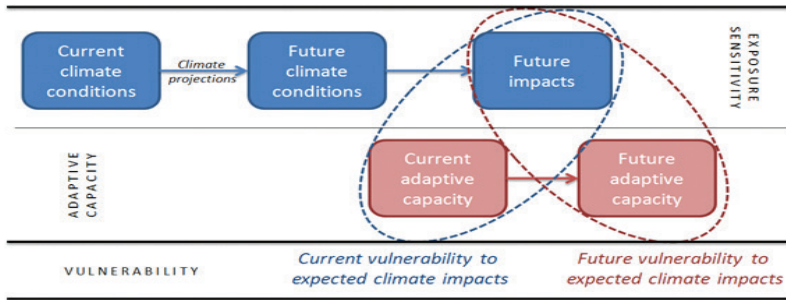 Current
climate
conditions
Climate
projections
Future
climate
conditions
Future
impacts
EXPOSURE
SENSITIVITY
ADAPTIVE
CAPACITY
Current
adaptive
capacity
Future
adaptive
capacity
VULNERABILITY
Current vulnerability to
expected climate impacts
Future vulnerability to
expected climate impacts